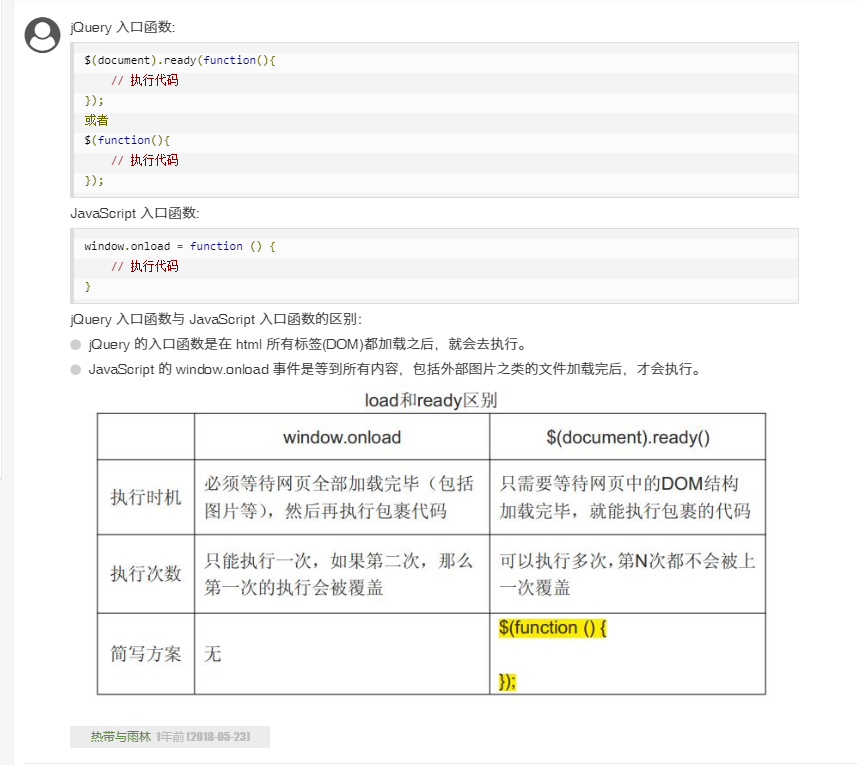 jQuery 入口函数:
$(document).ready(function(){
// 执行代码
});
或者
$(function(){
// 执行代码
});
JavaScript 入口函数:
window.onload = function () {
// 执行代码
}
jQuery 入口函数与 JavaScript 入口函数的区别：
jQuery 的入口函数是在 html 所有标签(DOM)都加载之后，就会去执行。
JavaScript 的 window.onload 事件是等到所有内容，包括外部图片之类的文件加载完后，才会执行。
load和ready区别
window.onload $(document).ready()
执行时机 必须等待网页全部加载完毕（包括 只需要等待网页中的DOM结构
图片等），然后再执行包裹代码 加载完毕，就能执行包裹的代码
执行次数 只能执行一次，如果第二次，那么 可以执行多次，第N次都不会被上
第一次的执行会被覆盖 一次覆盖
简写方案 无 $(function () {
});
热带与雨林 1年前 (2018-05-23)